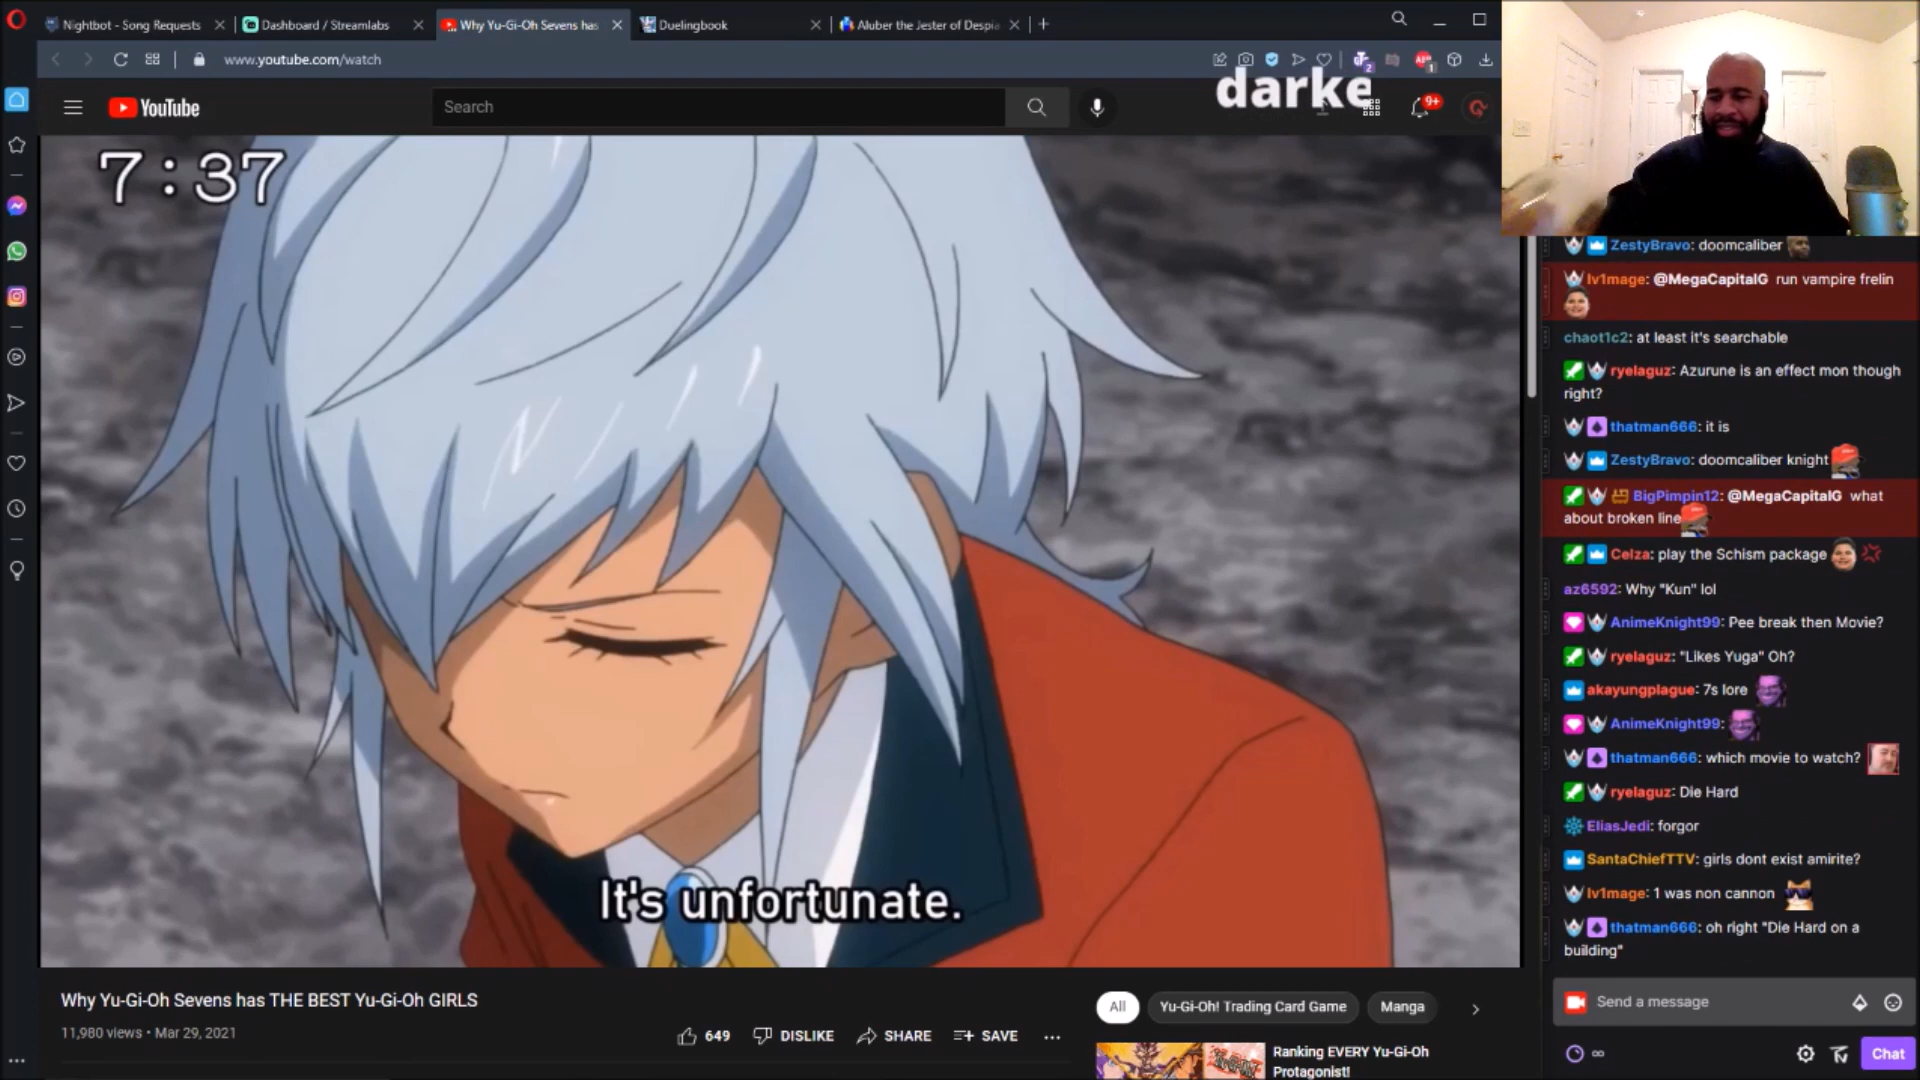 Nightbot - Song Requests
Dashboard / Streamlabs
Why Yu-Gi-Oh Sevens has
Duelingbook
Aluber the Jester of Despia
www.youtube.com/watch
2
1
darke
YouTube
Search
9+
7:37
It's unfortunate.
Why Yu-Gi-Oh Sevens has THE BEST Yu-Gi-Oh GIRLS
11,980 views • Mar 29, 2021
649
DISLIKE
SHARE
SAVE
All
Yu-Gi-Oh! Trading Card Game
Manga
Ranking EVERY Yu-Gi-Oh
Protagonist!
ZestyBravo: doomcaliber
lv1mage: @MegaCapitalG run vampire frelin
chaot1c2: at least it's searchable
ryelaguz: Azurune is an effect mon though
right?
thatman666: it is
ZestyBravo: doomcaliber knight
BigPimpin12: @MegaCapitalG what
about broken line
Celza: play the Schism package
az6592: Why "Kun" lol
AnimeKnight99: Pee break then Movie?
ryelaguz: "Likes Yuga" Oh?
akayungplague: 7s lore
AnimeKnight99:
thatman666: which movie to watch?
ryelaguz: Die Hard
EliasJedi: forgor
SantaChiefTTV: girls dont exist amirite?
lv1mage: 1 was non cannon
thatman666: oh right "Die Hard on a
building"
Send a message
∞
Chat